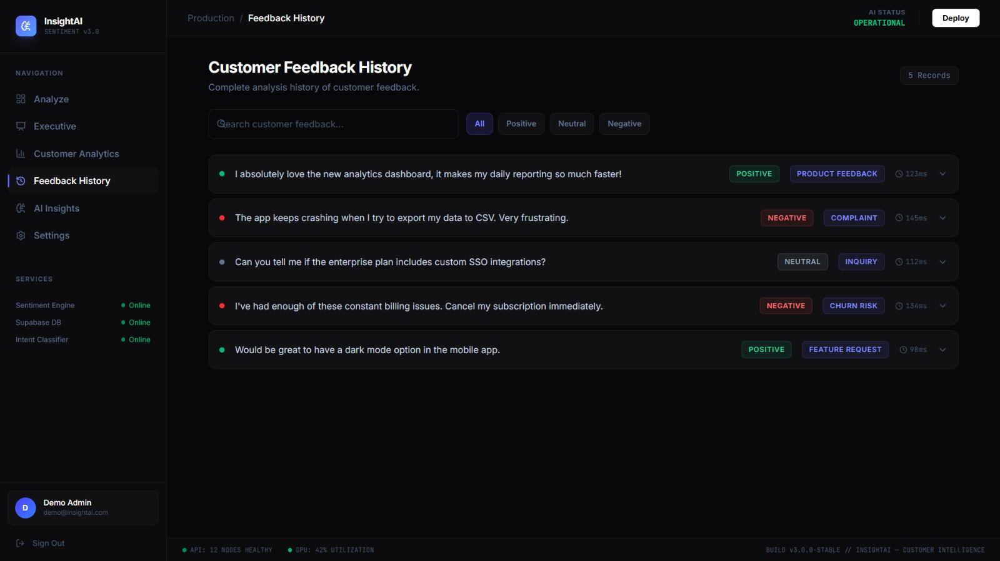 InsightAI
SENTIMENT v3.0
NAVIGATION
Analyze
Executive
Customer Analytics
Feedback History
AI Insights
Settings
SERVICES
Sentiment Engine Online
Supabase DB Online
Intent Classifier Online
D
Demo Admin
demo@insightai.com
Sign Out
Production / Feedback History
AI STATUS
OPERATIONAL
Deploy
Customer Feedback History
Complete analysis history of customer feedback.
5 Records
Search customer feedback...
All Positive Neutral Negative
I absolutely love the new analytics dashboard, it makes my daily reporting so much faster! POSITIVE PRODUCT FEEDBACK 123ms
The app keeps crashing when I try to export my data to CSV. Very frustrating. NEGATIVE COMPLAINT 145ms
Can you tell me if the enterprise plan includes custom SSO integrations? NEUTRAL INQUIRY 112ms
I've had enough of these constant billing issues. Cancel my subscription immediately. NEGATIVE CHURN RISK 134ms
Would be great to have a dark mode option in the mobile app. POSITIVE FEATURE REQUEST 98ms
API: 12 NODES HEALTHY GPU: 42% UTILIZATION BUILD v3.0.0-STABLE // INSIGHTAI — CUSTOMER INTELLIGENCE